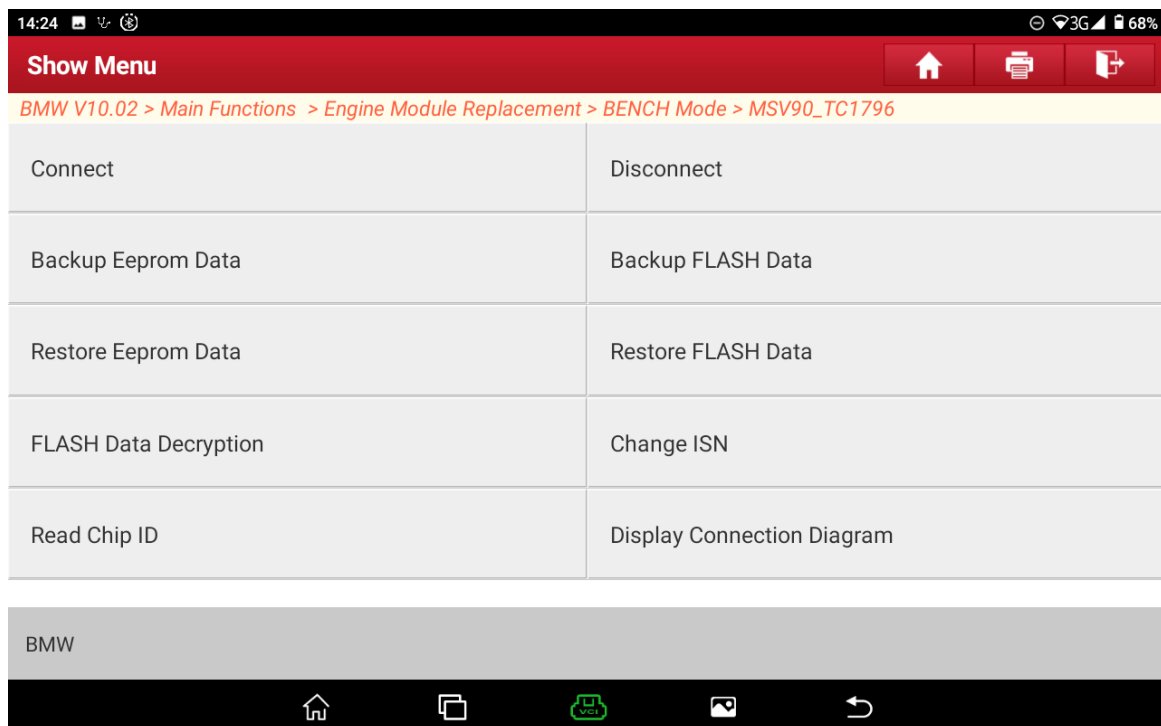 14:24 3G 68%
Show Menu
BMW V10.02 > Main Functions > Engine Module Replacement > BENCH Mode > MSV90_TC1796
Connect Disconnect
Backup Eeprom Data Backup FLASH Data
Restore Eeprom Data Restore FLASH Data
FLASH Data Decryption Change ISN
Read Chip ID Display Connection Diagram
BMW
VCI